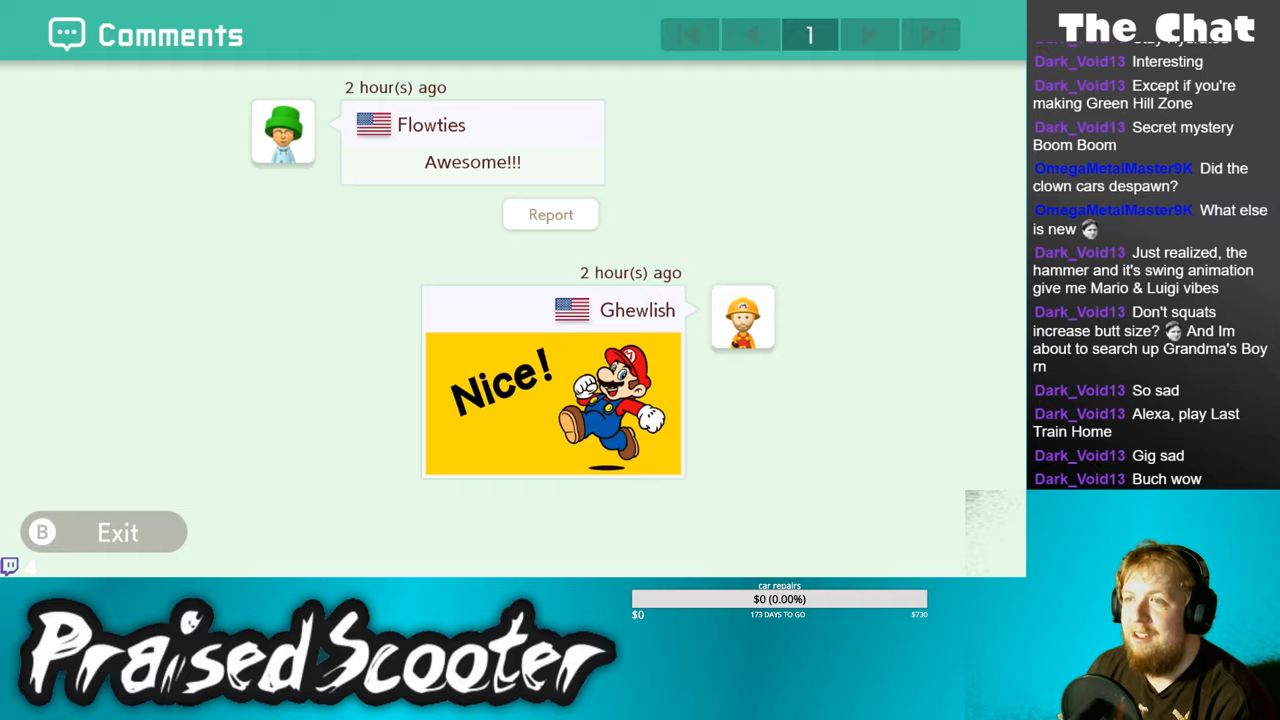 Comments
1
2 hour(s) ago
Flowties
Awesome!!!
Report
2 hour(s) ago
Ghewlish
Nice!
B Exit
4
The Chat
Dark_Void13 Interesting
Dark_Void13 Except if you're
making Green Hill Zone
Dark_Void13 Secret mystery
Boom Boom
OmegaMetalMaster9K Did the
clown cars despawn?
OmegaMetalMaster9K What else
is new
Dark_Void13 Just realized, the
hammer and it's swing animation
give me Mario & Luigi vibes
Dark_Void13 Don't squats
increase butt size? And Im
about to search up Grandma's Boy
rn
Dark_Void13 So sad
Dark_Void13 Alexa, play Last
Train Home
Dark_Void13 Gig sad
Dark_Void13 Buch wow
PraisedScooter
car repairs
$0 (0.00%)
$0 173 DAYS TO GO $730